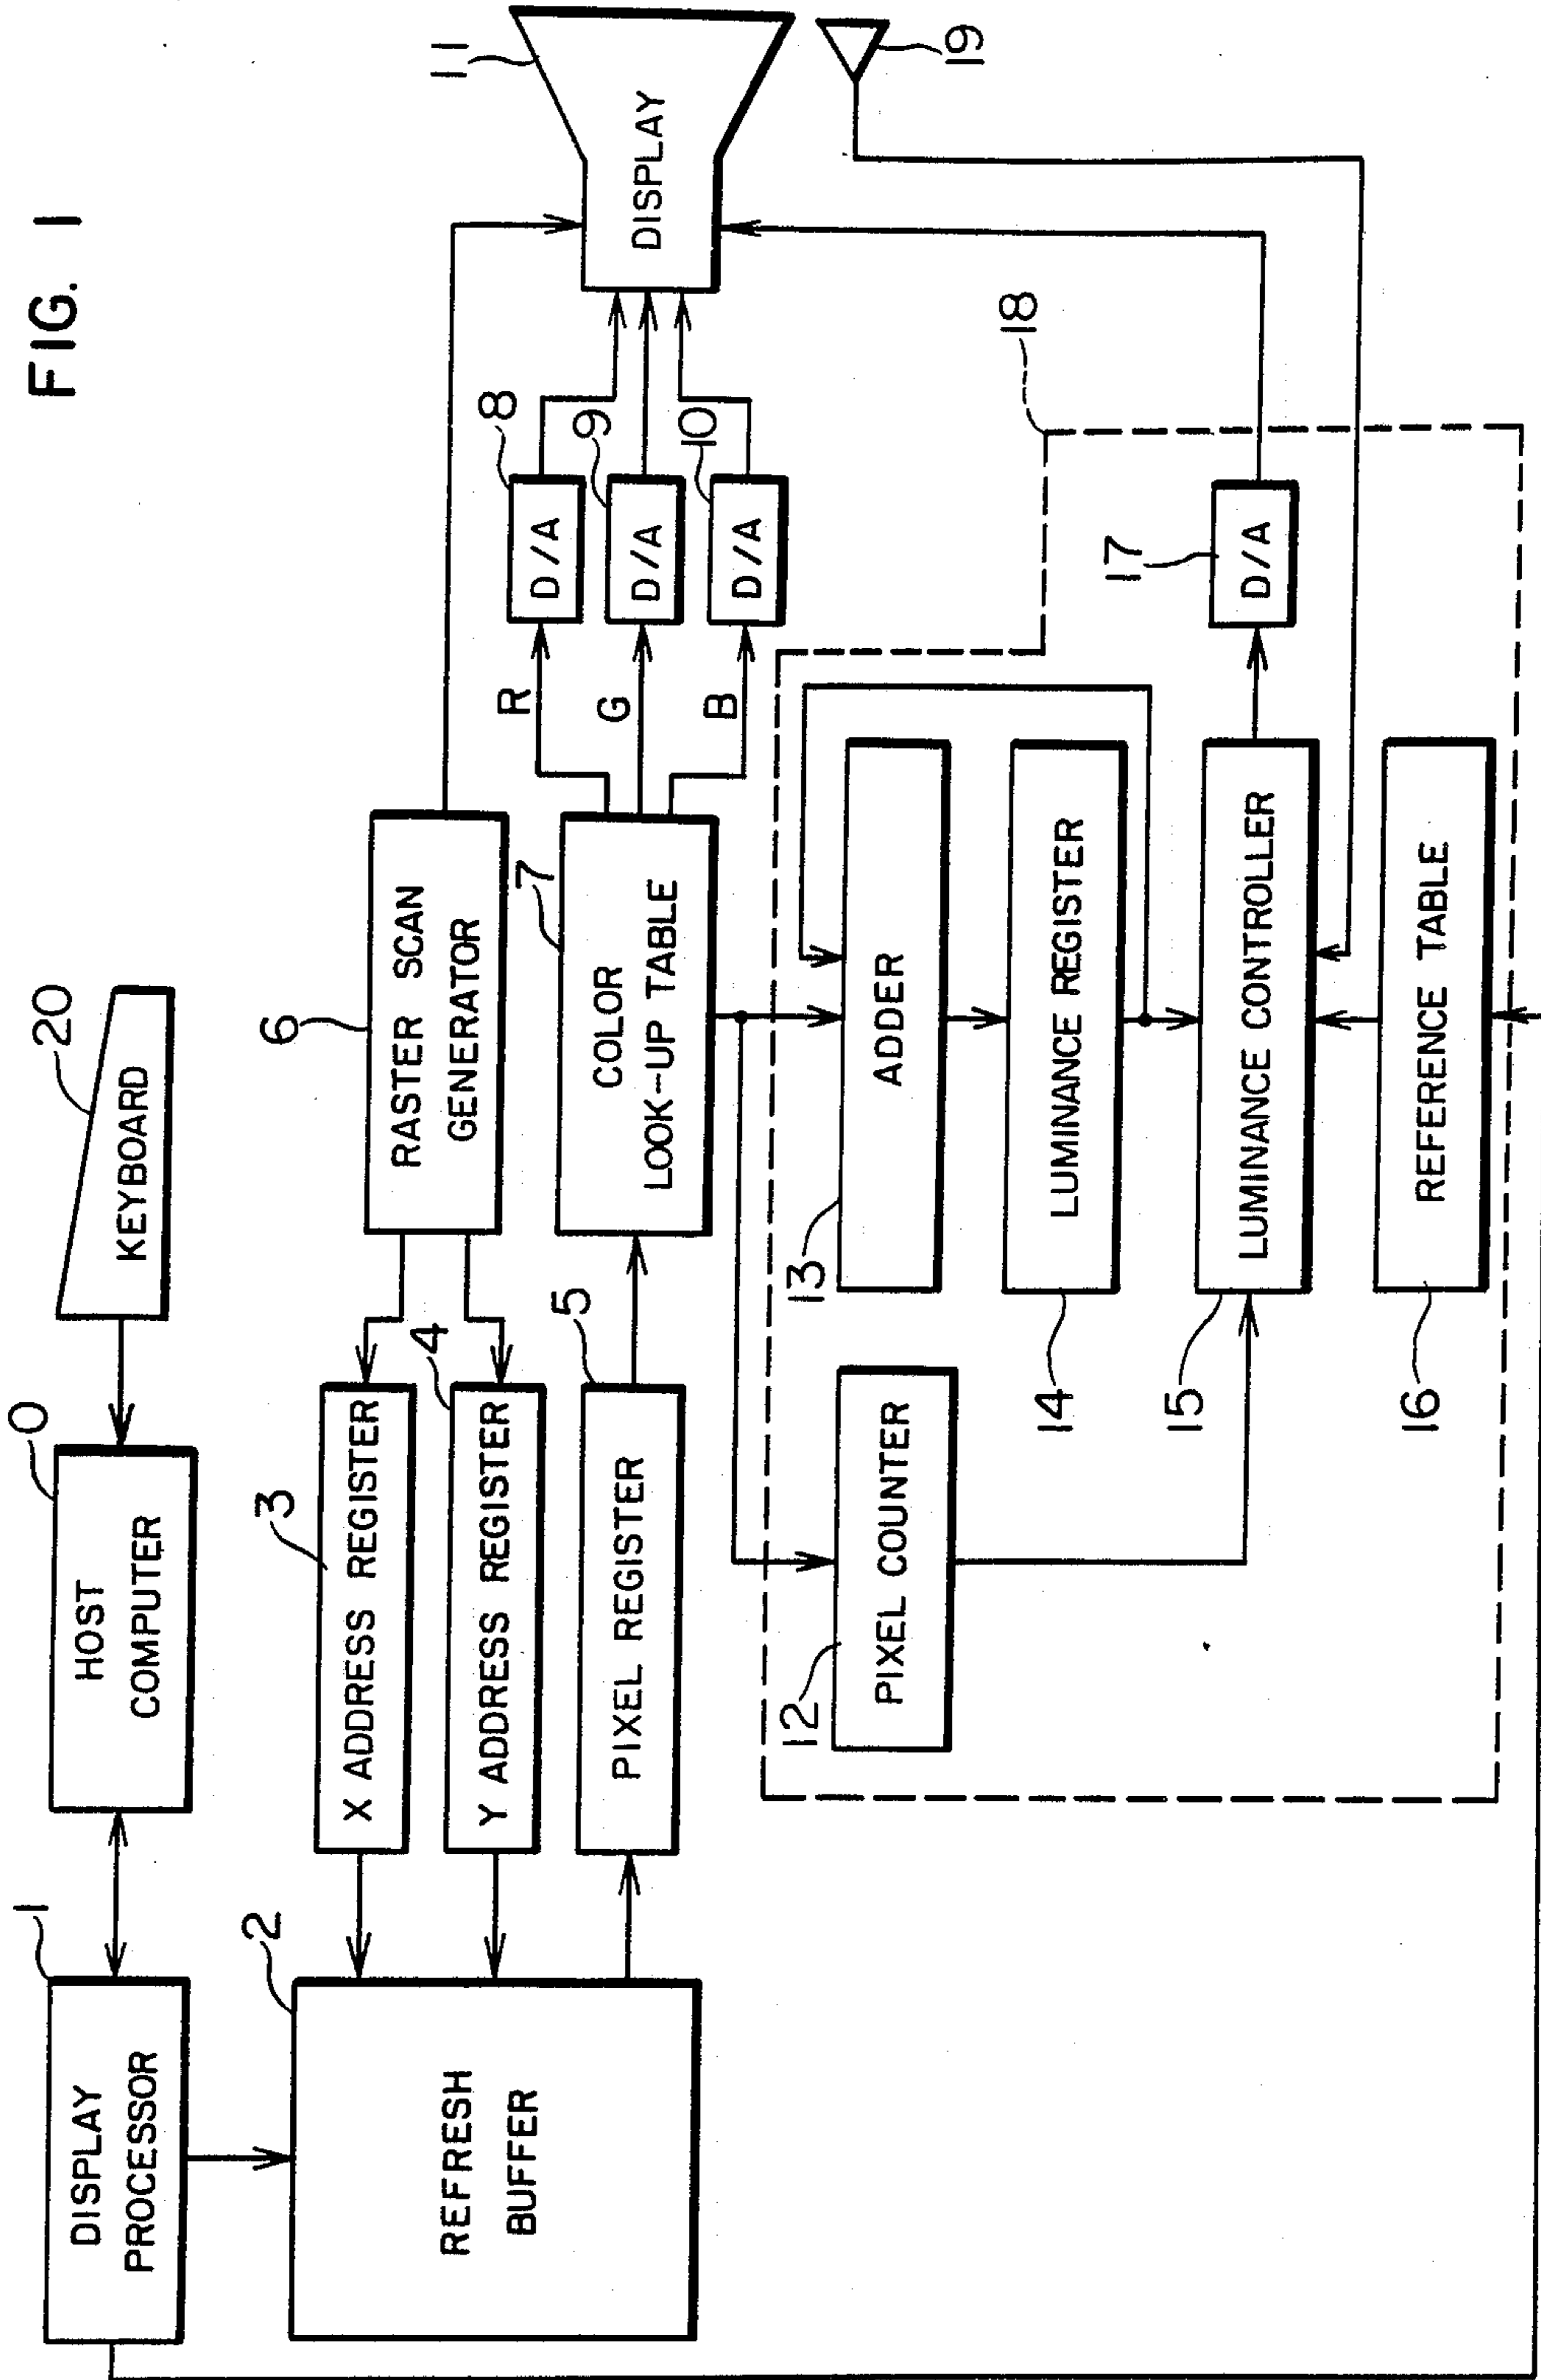 FIG. 1
20
KEYBOARD
0
HOST
COMPUTER
1
DISPLAY
PROCESSOR
2
REFRESH
BUFFER
3
X ADDRESS REGISTER
4
Y ADDRESS REGISTER
5
PIXEL REGISTER
6
RASTER SCAN
GENERATOR
7
COLOR
LOOK-UP TABLE
R
G
B
8
D/A
9
D/A
10
D/A
11
DISPLAY
19
12
PIXEL COUNTER
13
ADDER
14
LUMINANCE REGISTER
15
LUMINANCE CONTROLLER
16
REFERENCE TABLE
17
D/A
18